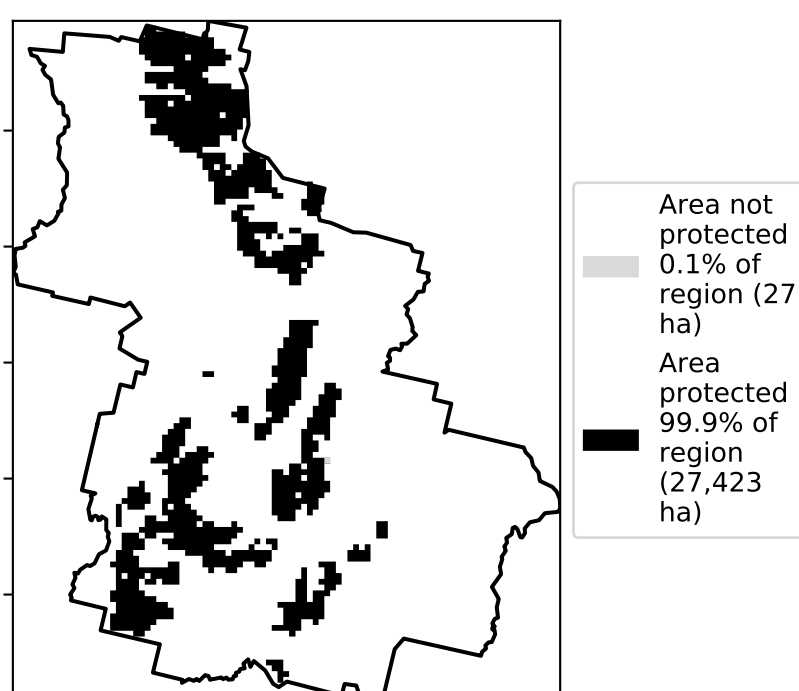 Area not
protected
0.1% of
region (27
ha)
Area
protected
99.9% of
region
(27,423
ha)